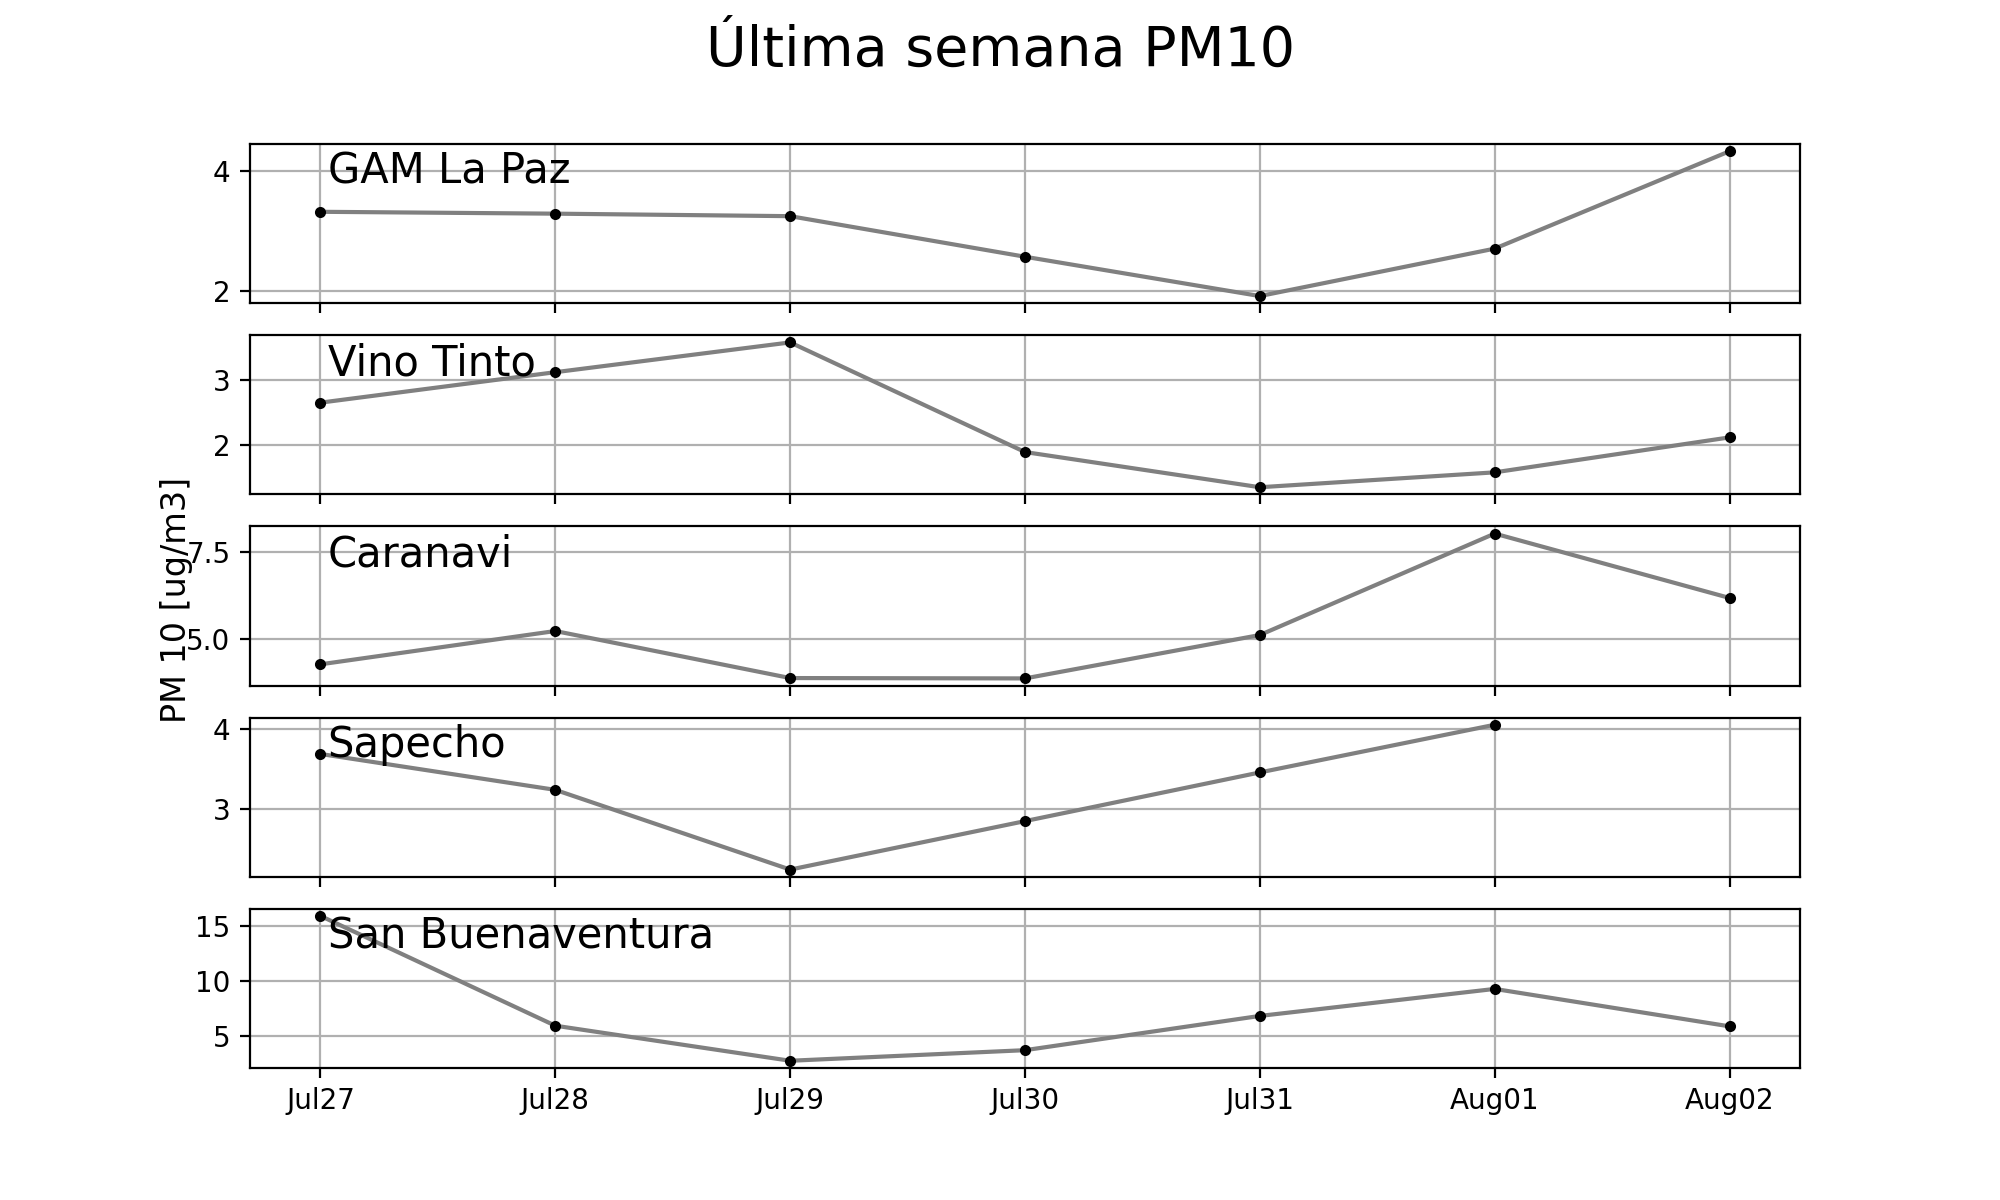 Última semana PM10
PM 10 [ug/m3]
GAM La Paz
4
2
Vino Tinto
3
2
Caranavi
7.5
5.0
Sapecho
4
3
San Buenaventura
15
10
5
Jul27 Jul28 Jul29 Jul30 Jul31 Aug01 Aug02